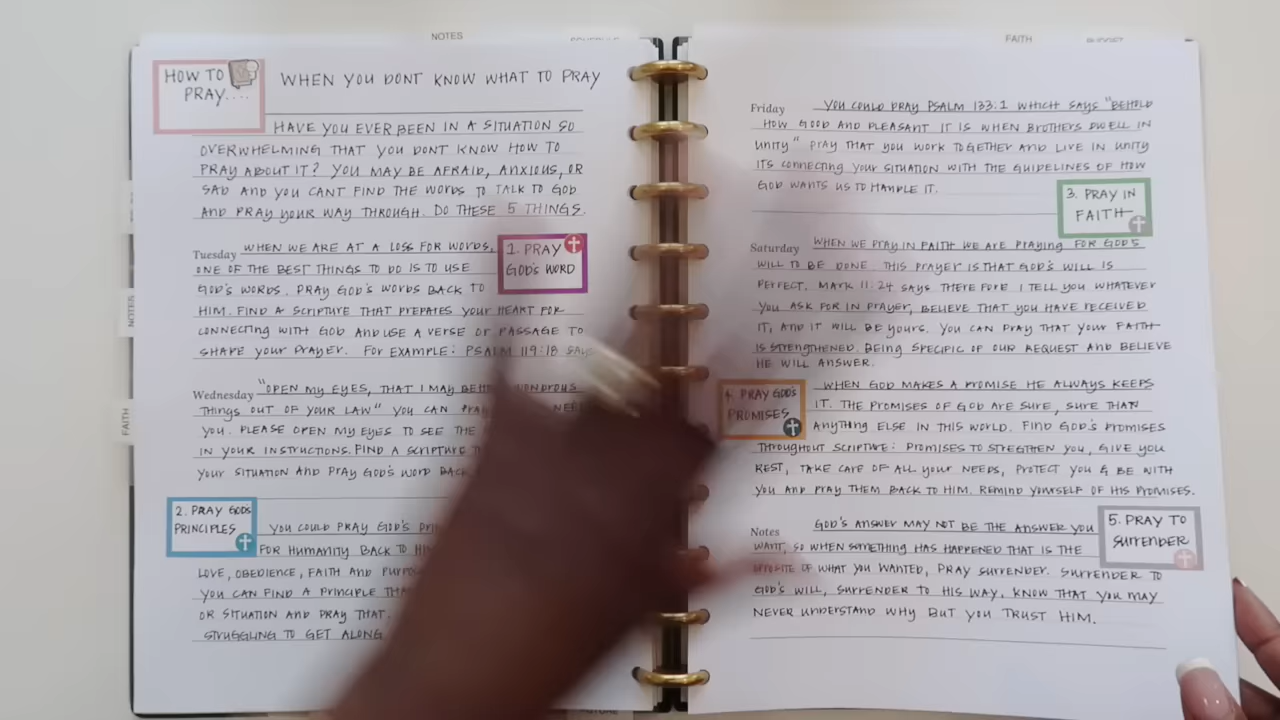 NOTES
HOW TO
PRAY....
WHEN YOU DONT KNOW WHAT TO PRAY
HAVE YOU EVER BEEN IN A SITUATION SO
OVERWHELMING THAT YOU DONT KNOW HOW TO
PRAY ABOUT IT? YOU MAY BE AFRAID, ANXIOUS, OR
SAD AND YOU CANT FIND THE WORDS TO TALK TO GOD
AND PRAY YOUR WAY THROUGH. DO THESE 5 THINGS.
1. PRAY
GOD'S WORD
Tuesday WHEN WE ARE AT A LOSS FOR WORDS,
ONE OF THE BEST THINGS TO DO IS TO USE
GOD'S WORDS. PRAY GOD'S WORDS BACK TO
HIM. FIND A SCRIPTURE THAT PREPARES YOUR HEART FOR
CONNECTING WITH GOD AND USE A VERSE OR PASSAGE TO
SHAPE YOUR PRAYER. FOR EXAMPLE: PSALM 119:18 SAYS
Wednesday "OPEN MY EYES, THAT I MAY WONDROUS
THINGS OUT OF YOUR LAW" YOU CAN NEED
YOU. PLEASE OPEN MY EYES TO SEE THE
IN YOUR INSTRUCTIONS. FIND A SCRIPTURE
YOUR SITUATION AND PRAY GOD'S WORD BACK
2. PRAY GOD'S
PRINCIPLES
YOU COULD PRAY GOD'S
FOR HUMANITY BACK TO
LOVE, OBEDIENCE, FAITH AND
YOU CAN FIND A PRINCIPLE
OR SITUATION AND PRAY THAT.
STRUGGLING TO GET ALONG
NOTES
FAITH
FAITH
BUDGET
Friday YOU COULD PRAY PSALM 133:1 WHICH SAYS "BEHOLD
HOW GOOD AND PLEASANT IT IS WHEN BROTHERS DWELL IN
UNITY" PRAY THAT YOU WORK TOGETHER AND LIVE IN UNITY
ITS CONNECTING YOUR SITUATION WITH THE GUIDELINES OF HOW
GOD WANTS US TO HANDLE IT.
3. PRAY IN
FAITH
Saturday WHEN WE PRAY IN FAITH WE ARE PRAYING FOR GOD'S
WILL TO BE DONE. THIS PRAYER IS THAT GOD'S WILL IS
PERFECT. MARK 11:24 SAYS THEREFORE I TELL YOU WHATEVER
YOU ASK FOR IN PRAYER, BELIEVE THAT YOU HAVE RECEIVED
IT, AND IT WILL BE YOURS. YOU CAN PRAY THAT YOUR FAITH
IS STRENGTHENED. BEING SPECIFIC OF OUR REQUEST AND BELIEVE
HE WILL ANSWER.
4. PRAY GOD'S
PROMISES
WHEN GOD MAKES A PROMISE HE ALWAYS KEEPS
IT. THE PROMISES OF GOD ARE SURE, SURE THAN
ANYTHING ELSE IN THIS WORLD. FIND GOD'S PROMISES
THROUGHOUT SCRIPTURE: PROMISES TO STREGTHEN YOU, GIVE YOU
REST, TAKE CARE OF ALL YOUR NEEDS, PROTECT YOU & BE WITH
YOU AND PRAY THEM BACK TO HIM. REMIND YOURSELF OF HIS PROMISES.
5. PRAY TO
SURRENDER
Notes GOD'S ANSWER MAY NOT BE THE ANSWER YOU
WANT, SO WHEN SOMETHING HAS HAPPENED THAT IS THE
OPPOSITE OF WHAT YOU WANTED, PRAY SURRENDER. SURRENDER TO
GOD'S WILL, SURRENDER TO HIS WAY, KNOW THAT YOU MAY
NEVER UNDERSTAND WHY BUT YOU TRUST HIM.